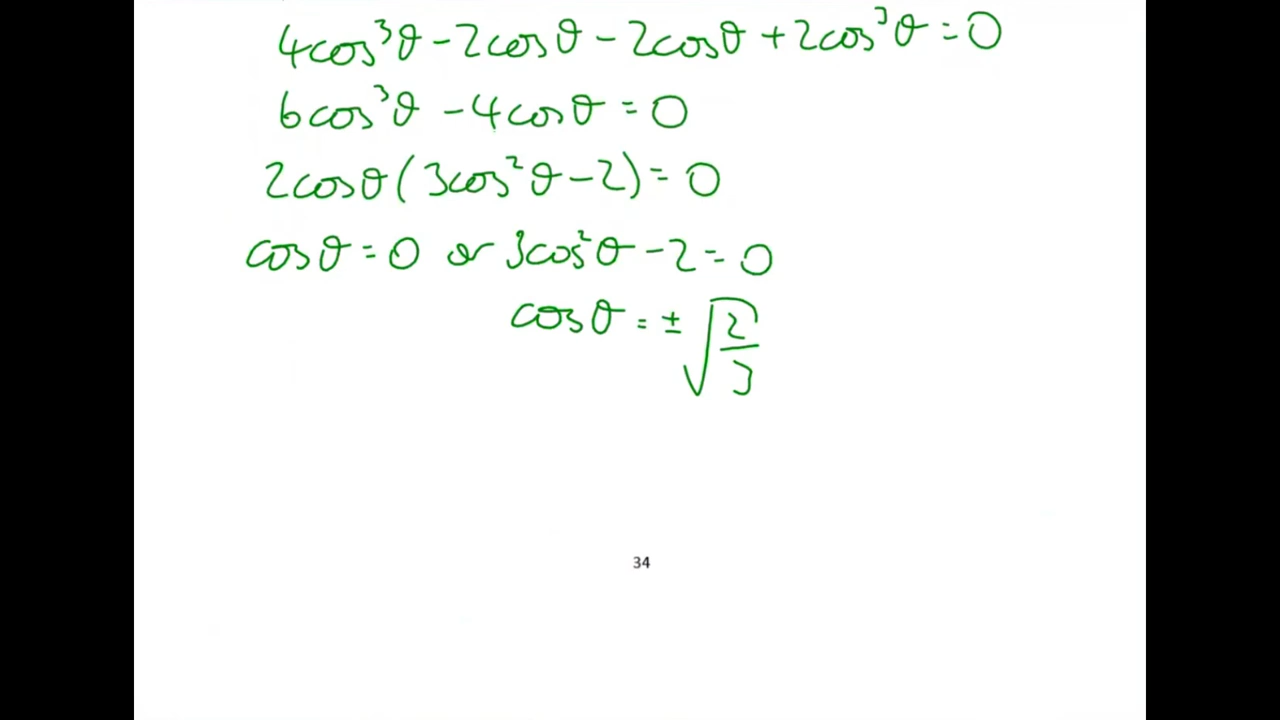 4cos³θ - 2cosθ - 2cosθ + 2cos³θ = 0
6cos³θ - 4cosθ = 0
2cosθ(3cos²θ - 2) = 0
cosθ = 0 or 3cos²θ - 2 = 0
cosθ = ±√(2/3)
34